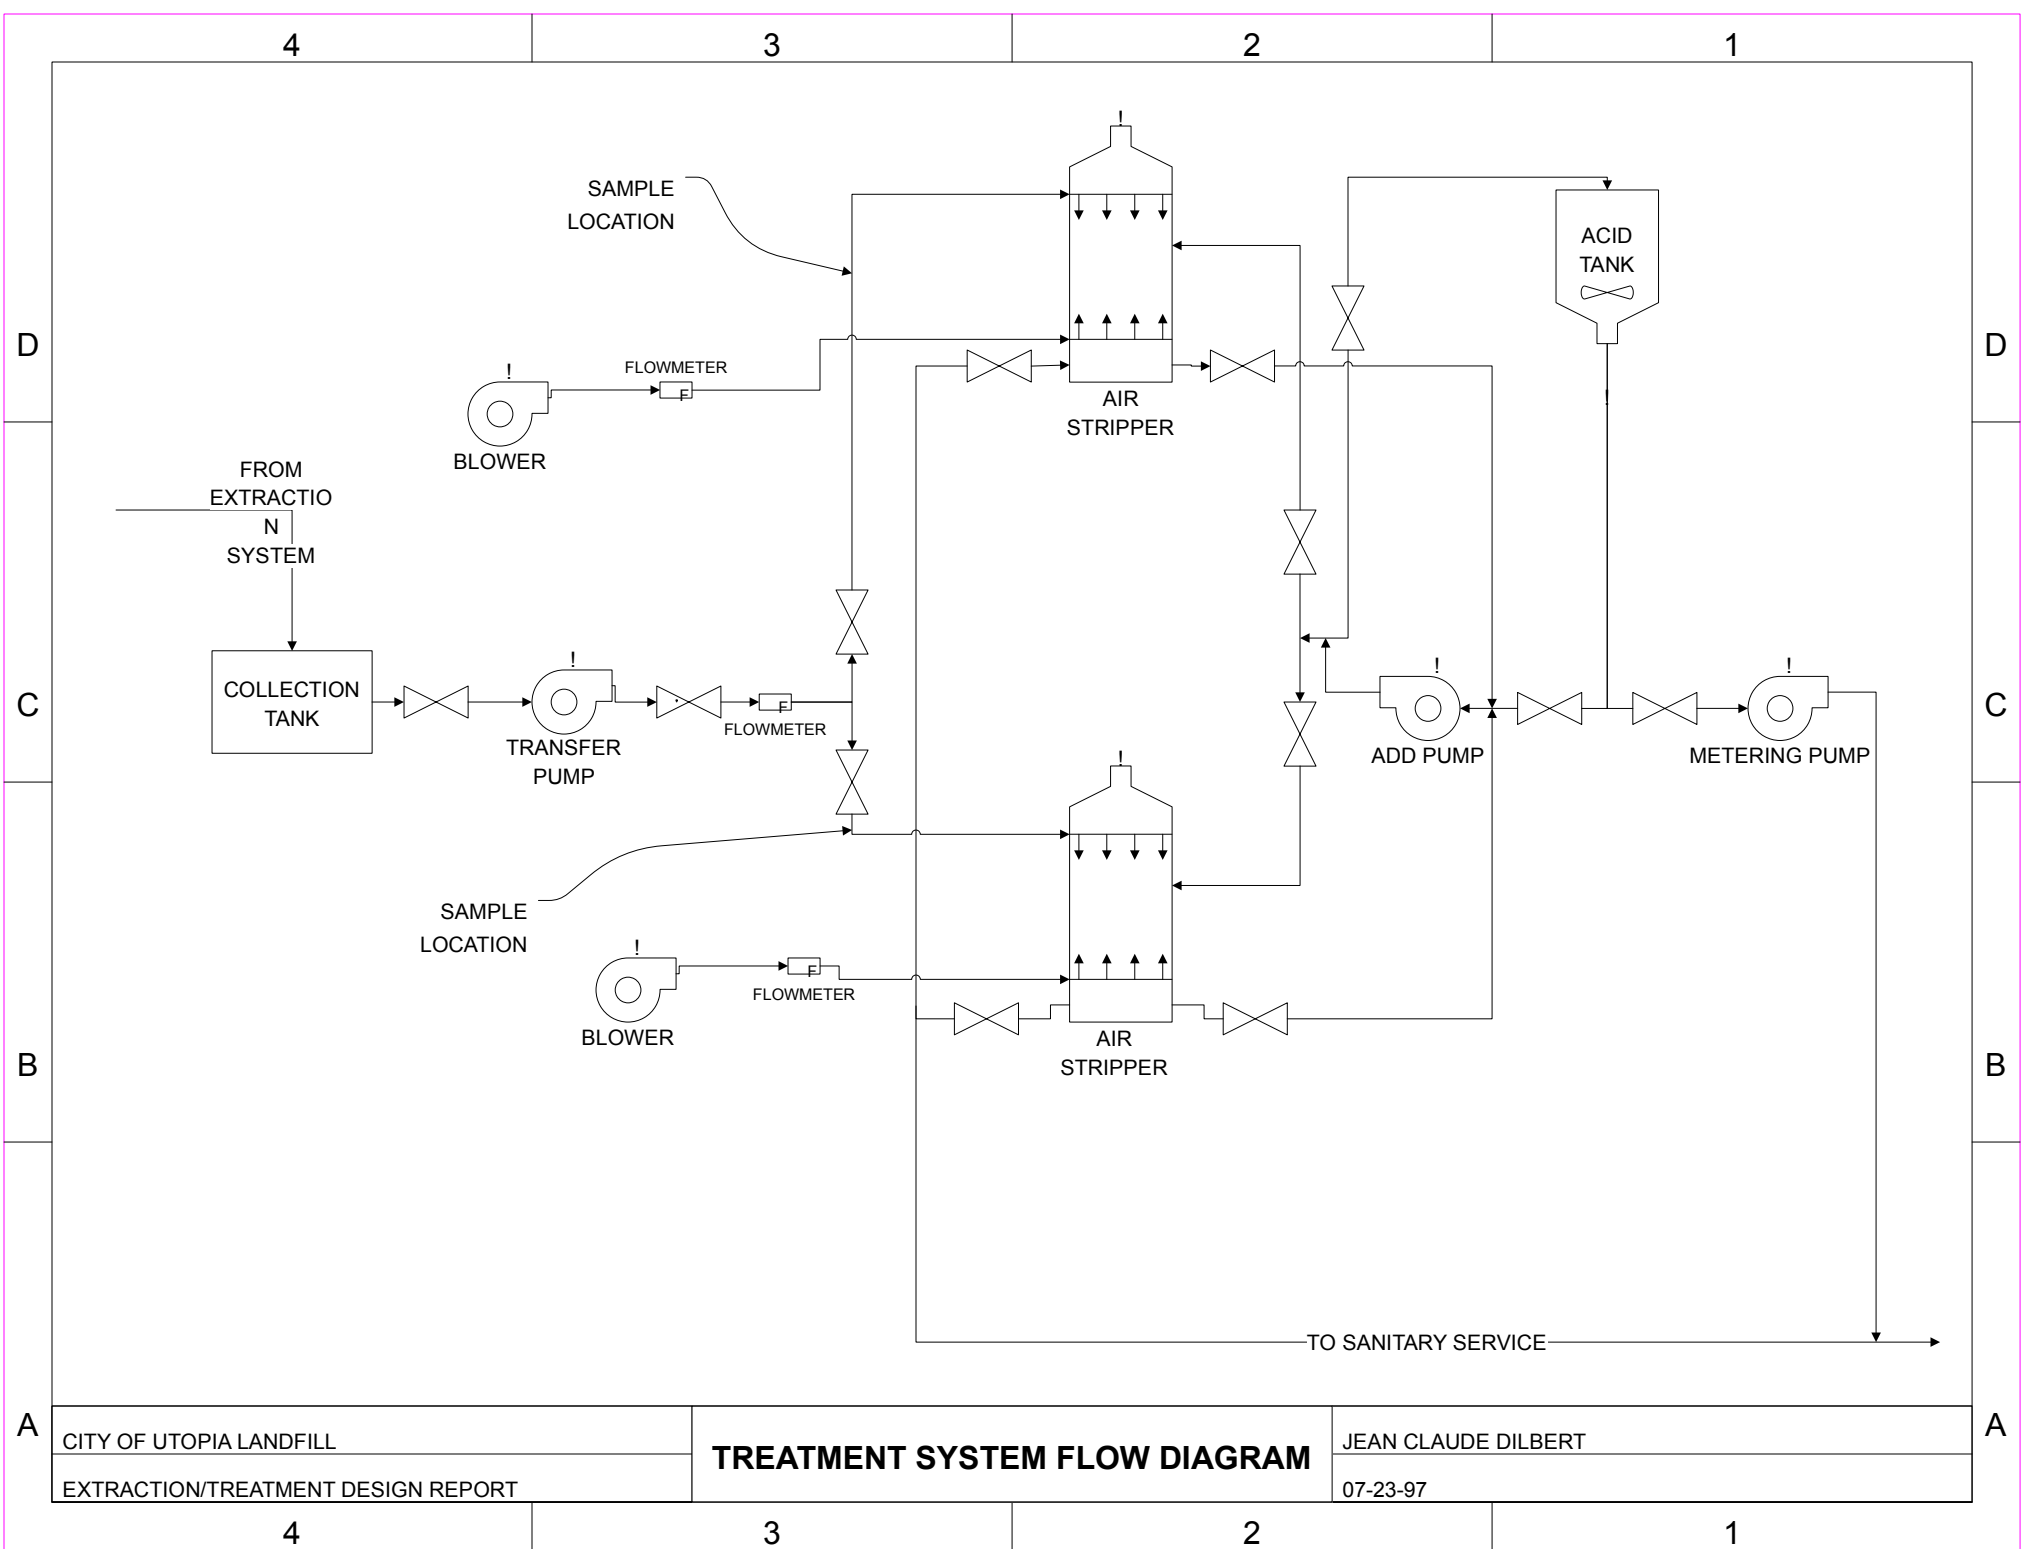 4 3 2 1
!
SAMPLE
LOCATION
ACID
TANK
D D
!
FLOWMETER
F
!
AIR
STRIPPER
BLOWER
FROM
EXTRACTIO
N
SYSTEM
! ! !
COLLECTION
TANK
C C
F
FLOWMETER
TRANSFER
PUMP
ADD PUMP
METERING PUMP
!
SAMPLE
LOCATION
!
F
FLOWMETER
BLOWER
AIR
STRIPPER
B B
TO SANITARY SERVICE
A A
CITY OF UTOPIA LANDFILL
EXTRACTION/TREATMENT DESIGN REPORT
TREATMENT SYSTEM FLOW DIAGRAM
JEAN CLAUDE DILBERT
07-23-97
4 3 2 1